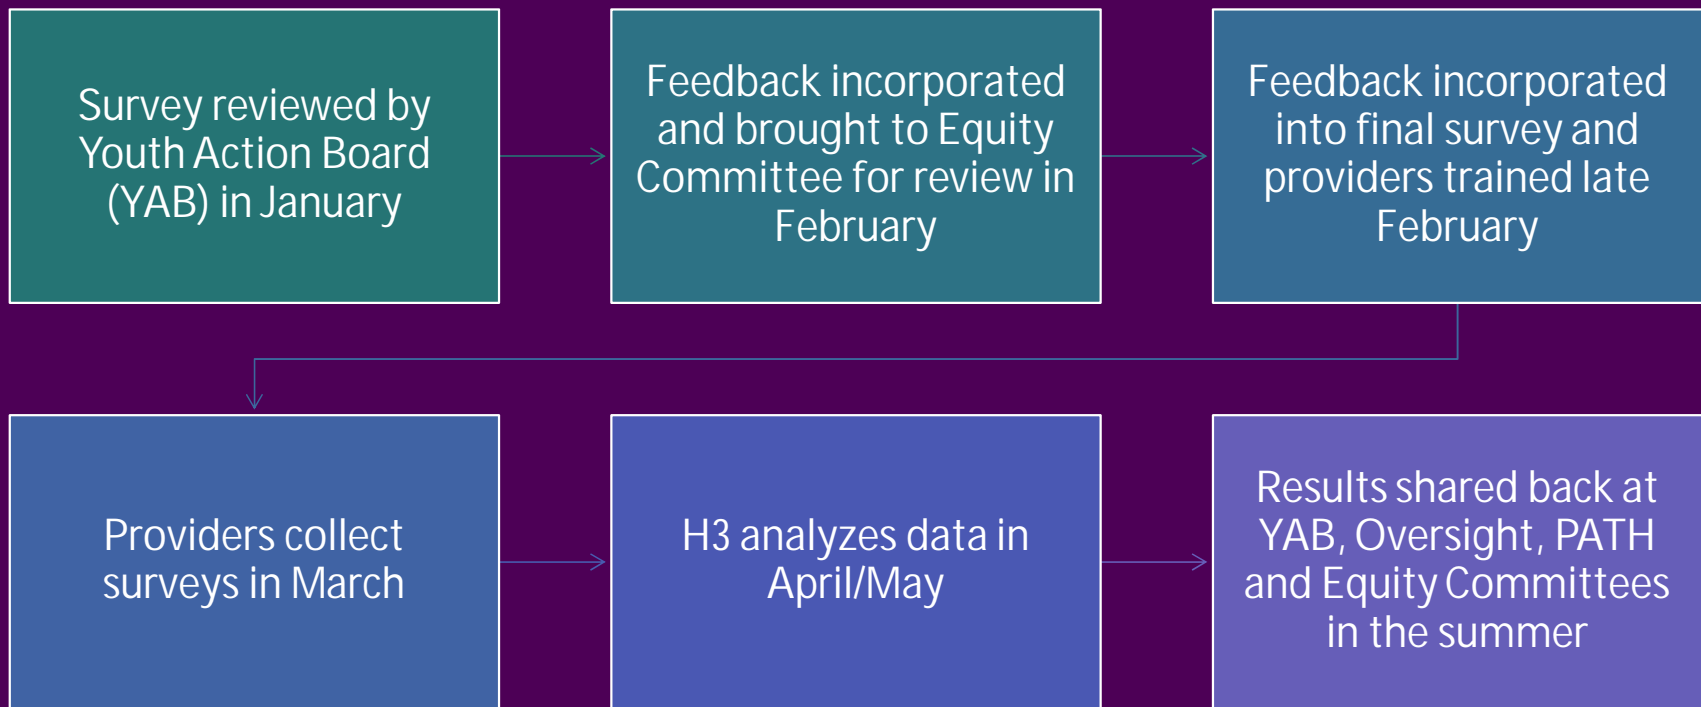 Survey reviewed by
Youth Action Board
(YAB) in January
Feedback incorporated
and brought to Equity
Committee for review in
February
Feedback incorporated
into final survey and
providers trained late
February
Providers collect
surveys in March
H3 analyzes data in
April/May
Results shared back at
YAB, Oversight, PATH
and Equity Committees
in the summer